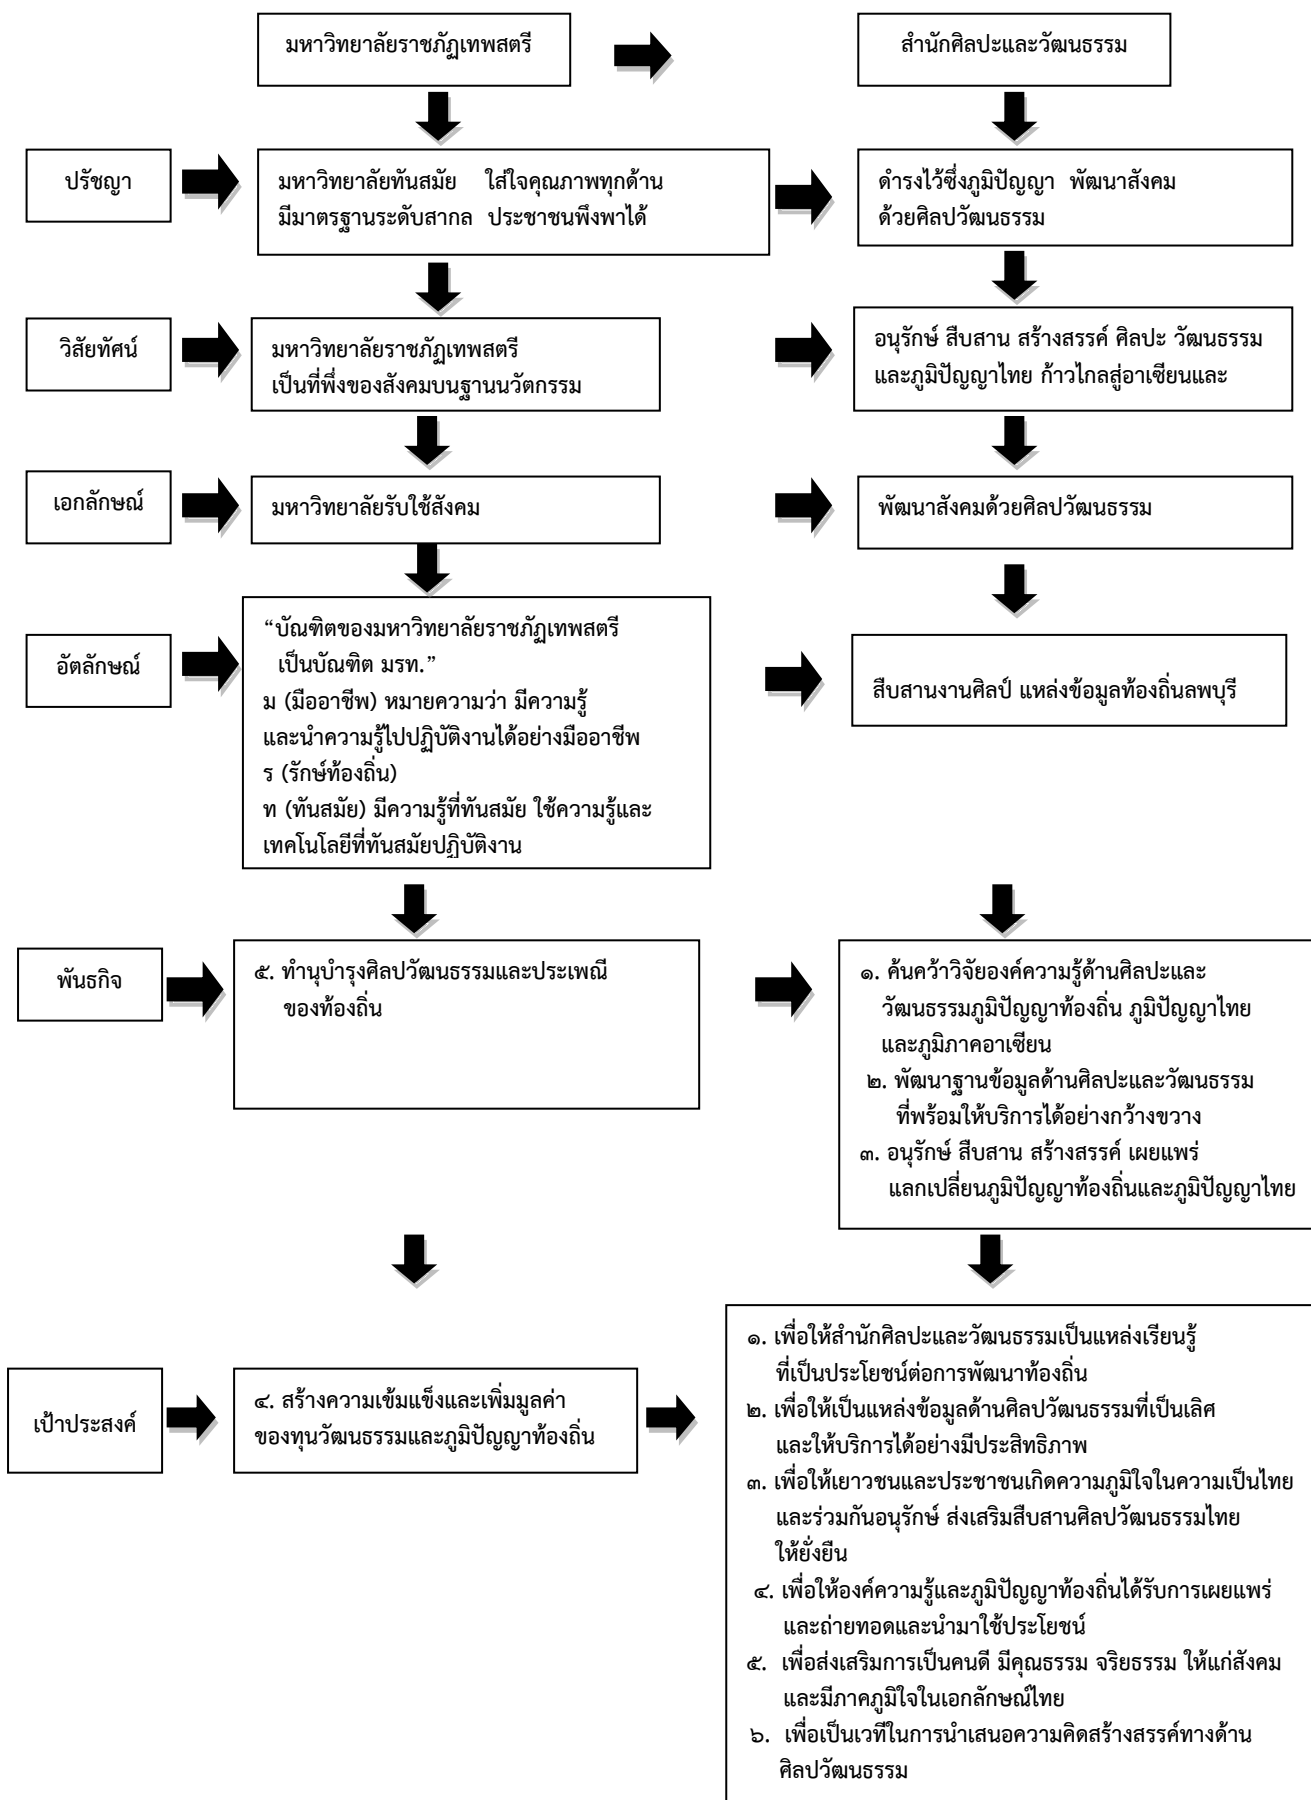 มหาวิทยาลัยราชภัฏเทพสตรี
สำนักศิลปะและวัฒนธรรม
ปรัชญา
มหาวิทยาลัยทันสมัย ใส่ใจคุณภาพทุกด้าน
มีมาตรฐานระดับสากล ประชาชนพึงพาได้
ดำรงไว้ซึ่งภูมิปัญญา พัฒนาสังคม
ด้วยศิลปวัฒนธรรม
วิสัยทัศน์
มหาวิทยาลัยราชภัฏเทพสตรี
เป็นที่พึ่งของสังคมบนฐานนวัตกรรม
อนุรักษ์ สืบสาน สร้างสรรค์ ศิลปะ วัฒนธรรม
และภูมิปัญญาไทย ก้าวไกลสู่อาเซียนและ
เอกลักษณ์
มหาวิทยาลัยรับใช้สังคม
พัฒนาสังคมด้วยศิลปวัฒนธรรม
อัตลักษณ์
“บัณฑิตของมหาวิทยาลัยราชภัฏเทพสตรี
เป็นบัณฑิต มรท.”
ม (มืออาชีพ) หมายความว่า มีความรู้
และนำความรู้ไปปฏิบัติงานได้อย่างมืออาชีพ
ร (รักษ์ท้องถิ่น)
ท (ทันสมัย) มีความรู้ที่ทันสมัย ใช้ความรู้และ
เทคโนโลยีที่ทันสมัยปฏิบัติงาน
สืบสานงานศิลป์ แหล่งข้อมูลท้องถิ่นลพบุรี
พันธกิจ
๕. ทำนุบำรุงศิลปวัฒนธรรมและประเพณี
ของท้องถิ่น
๑. ค้นคว้าวิจัยองค์ความรู้ด้านศิลปะและ
วัฒนธรรมภูมิปัญญาท้องถิ่น ภูมิปัญญาไทย
และภูมิภาคอาเซียน
๒. พัฒนาฐานข้อมูลด้านศิลปะและวัฒนธรรม
ที่พร้อมให้บริการได้อย่างกว้างขวาง
๓. อนุรักษ์ สืบสาน สร้างสรรค์ เผยแพร่
แลกเปลี่ยนภูมิปัญญาท้องถิ่นและภูมิปัญญาไทย
เป้าประสงค์
๔. สร้างความเข้มแข็งและเพิ่มมูลค่า
ของทุนวัฒนธรรมและภูมิปัญญาท้องถิ่น
๑. เพื่อให้สำนักศิลปะและวัฒนธรรมเป็นแหล่งเรียนรู้
ที่เป็นประโยชน์ต่อการพัฒนาท้องถิ่น
๒. เพื่อให้เป็นแหล่งข้อมูลด้านศิลปวัฒนธรรมที่เป็นเลิศ
และให้บริการได้อย่างมีประสิทธิภาพ
๓. เพื่อให้เยาวชนและประชาชนเกิดความภูมิใจในความเป็นไทย
และร่วมกันอนุรักษ์ ส่งเสริมสืบสานศิลปวัฒนธรรมไทย
ให้ยั่งยืน
๔. เพื่อให้องค์ความรู้และภูมิปัญญาท้องถิ่นได้รับการเผยแพร่
และถ่ายทอดและนำมาใช้ประโยชน์
๕. เพื่อส่งเสริมการเป็นคนดี มีคุณธรรม จริยธรรม ให้แก่สังคม
และมีภาคภูมิใจในเอกลักษณ์ไทย
๖. เพื่อเป็นเวทีในการนำเสนอความคิดสร้างสรรค์ทางด้าน
ศิลปวัฒนธรรม